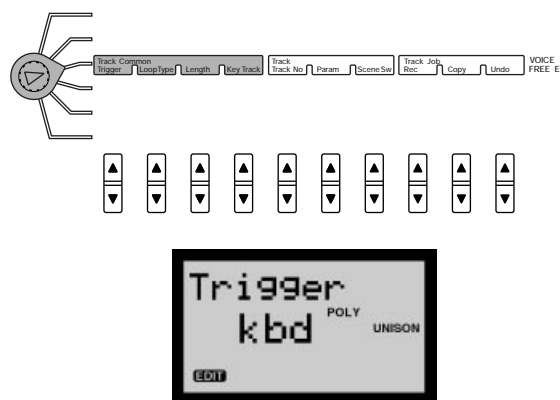 Track Common
Trigger LoopType Length Key Track
Track
Track No Param Scene Sw
Track Job
Rec Copy Undo
VOICE
FREE E
Trigger
kbd POLY UNISON
EDIT